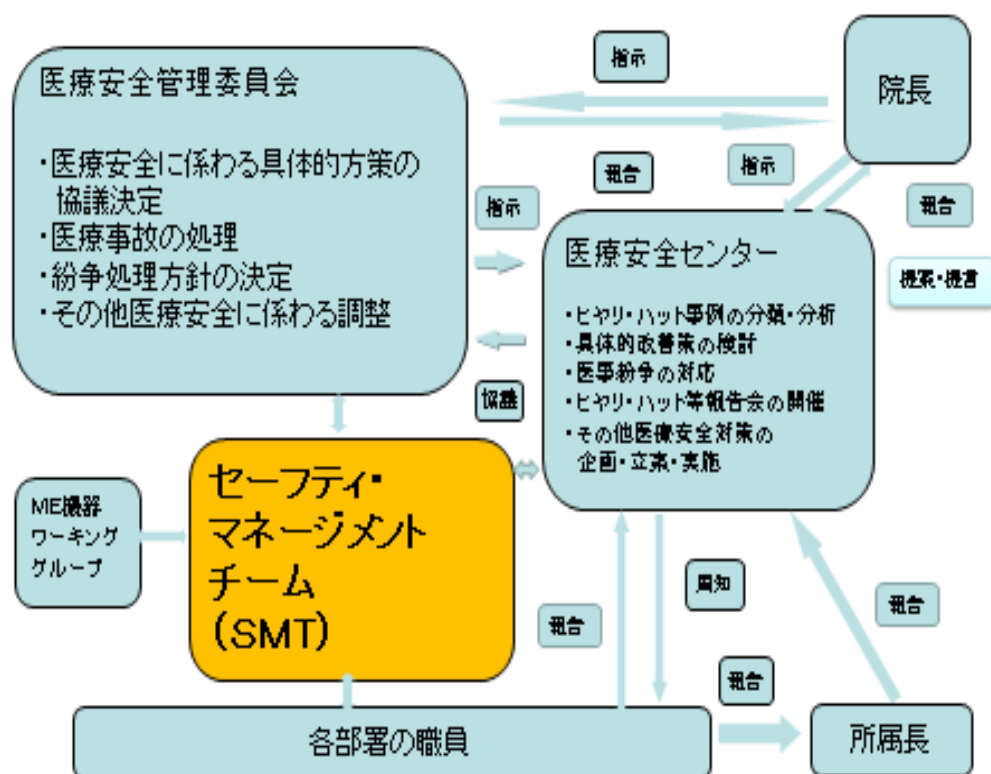 指示
医療安全管理委員会
・医療安全に係わる具体的方策の
協議決定
・医療事故の処理
・紛争処理方針の決定
・その他医療安全に係わる調整
院長
報告
指示
報告
提案・提言
指示
協議
医療安全センター
・ヒヤリ・ハット事例の分類・分析
・具体的改善策の検討
・医事紛争の対応
・ヒヤリ・ハット等報告会の開催
・その他医療安全対策の
企画・立案・実施
ME機器
ワーキング
グループ
セーフティ・
マネージメント
チーム
(SMT)
報告
周知
報告
報告
各部署の職員
所属長